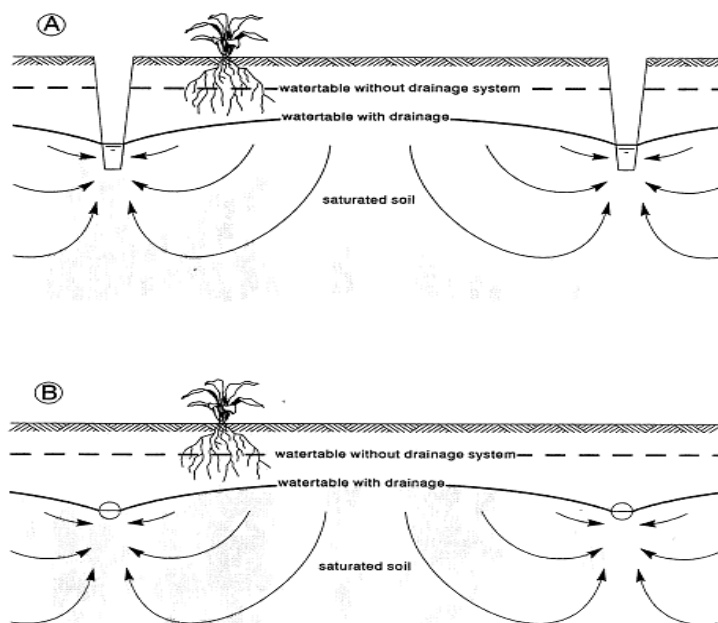 A
watertable without drainage system
watertable with drainage
saturated soil
B
watertable without drainage system
watertable with drainage
saturated soil